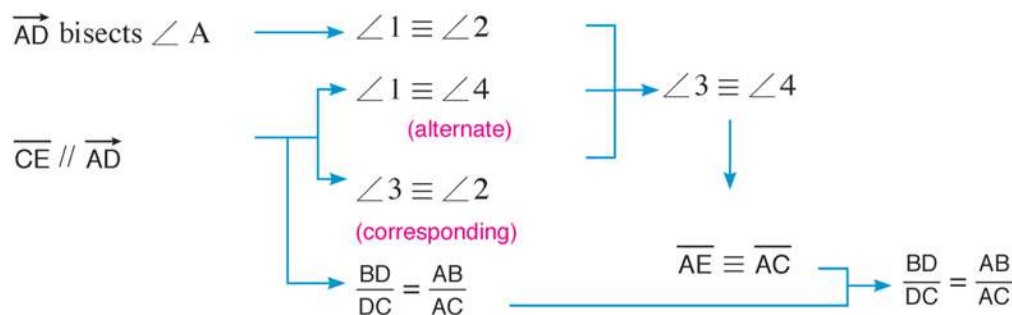 AD bisects ∠ A
∠1 ≡ ∠2
∠1 ≡ ∠4
(alternate)
∠3 ≡ ∠4
CE // AD
∠3 ≡ ∠2
(corresponding)
AE ≡ AC
BD/DC = AB/AC
BD/DC = AB/AC